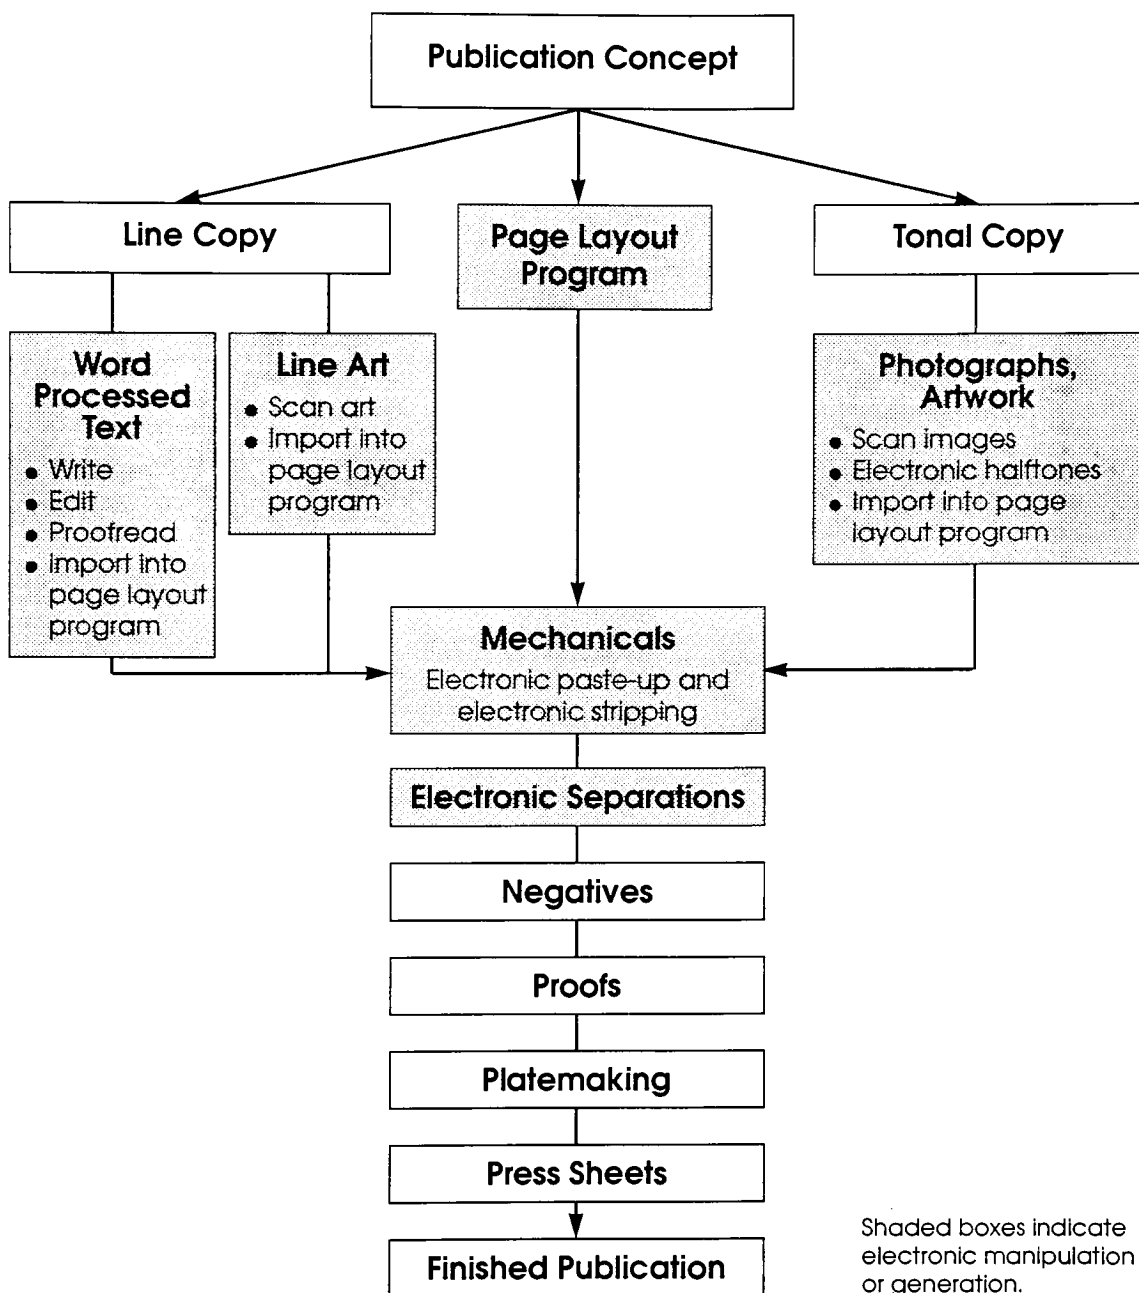 Publication Concept
Line Copy
Page Layout
Program
Tonal Copy
Word
Processed
Text
• Write
• Edit
• Proofread
• Import into
page layout
program
Line Art
• Scan art
• Import into
page layout
program
Photographs,
Artwork
• Scan images
• Electronic halftones
• Import into page
layout program
Mechanicals
Electronic paste-up and
electronic stripping
Electronic Separations
Negatives
Proofs
Platemaking
Press Sheets
Finished Publication
Shaded boxes indicate
electronic manipulation
or generation.